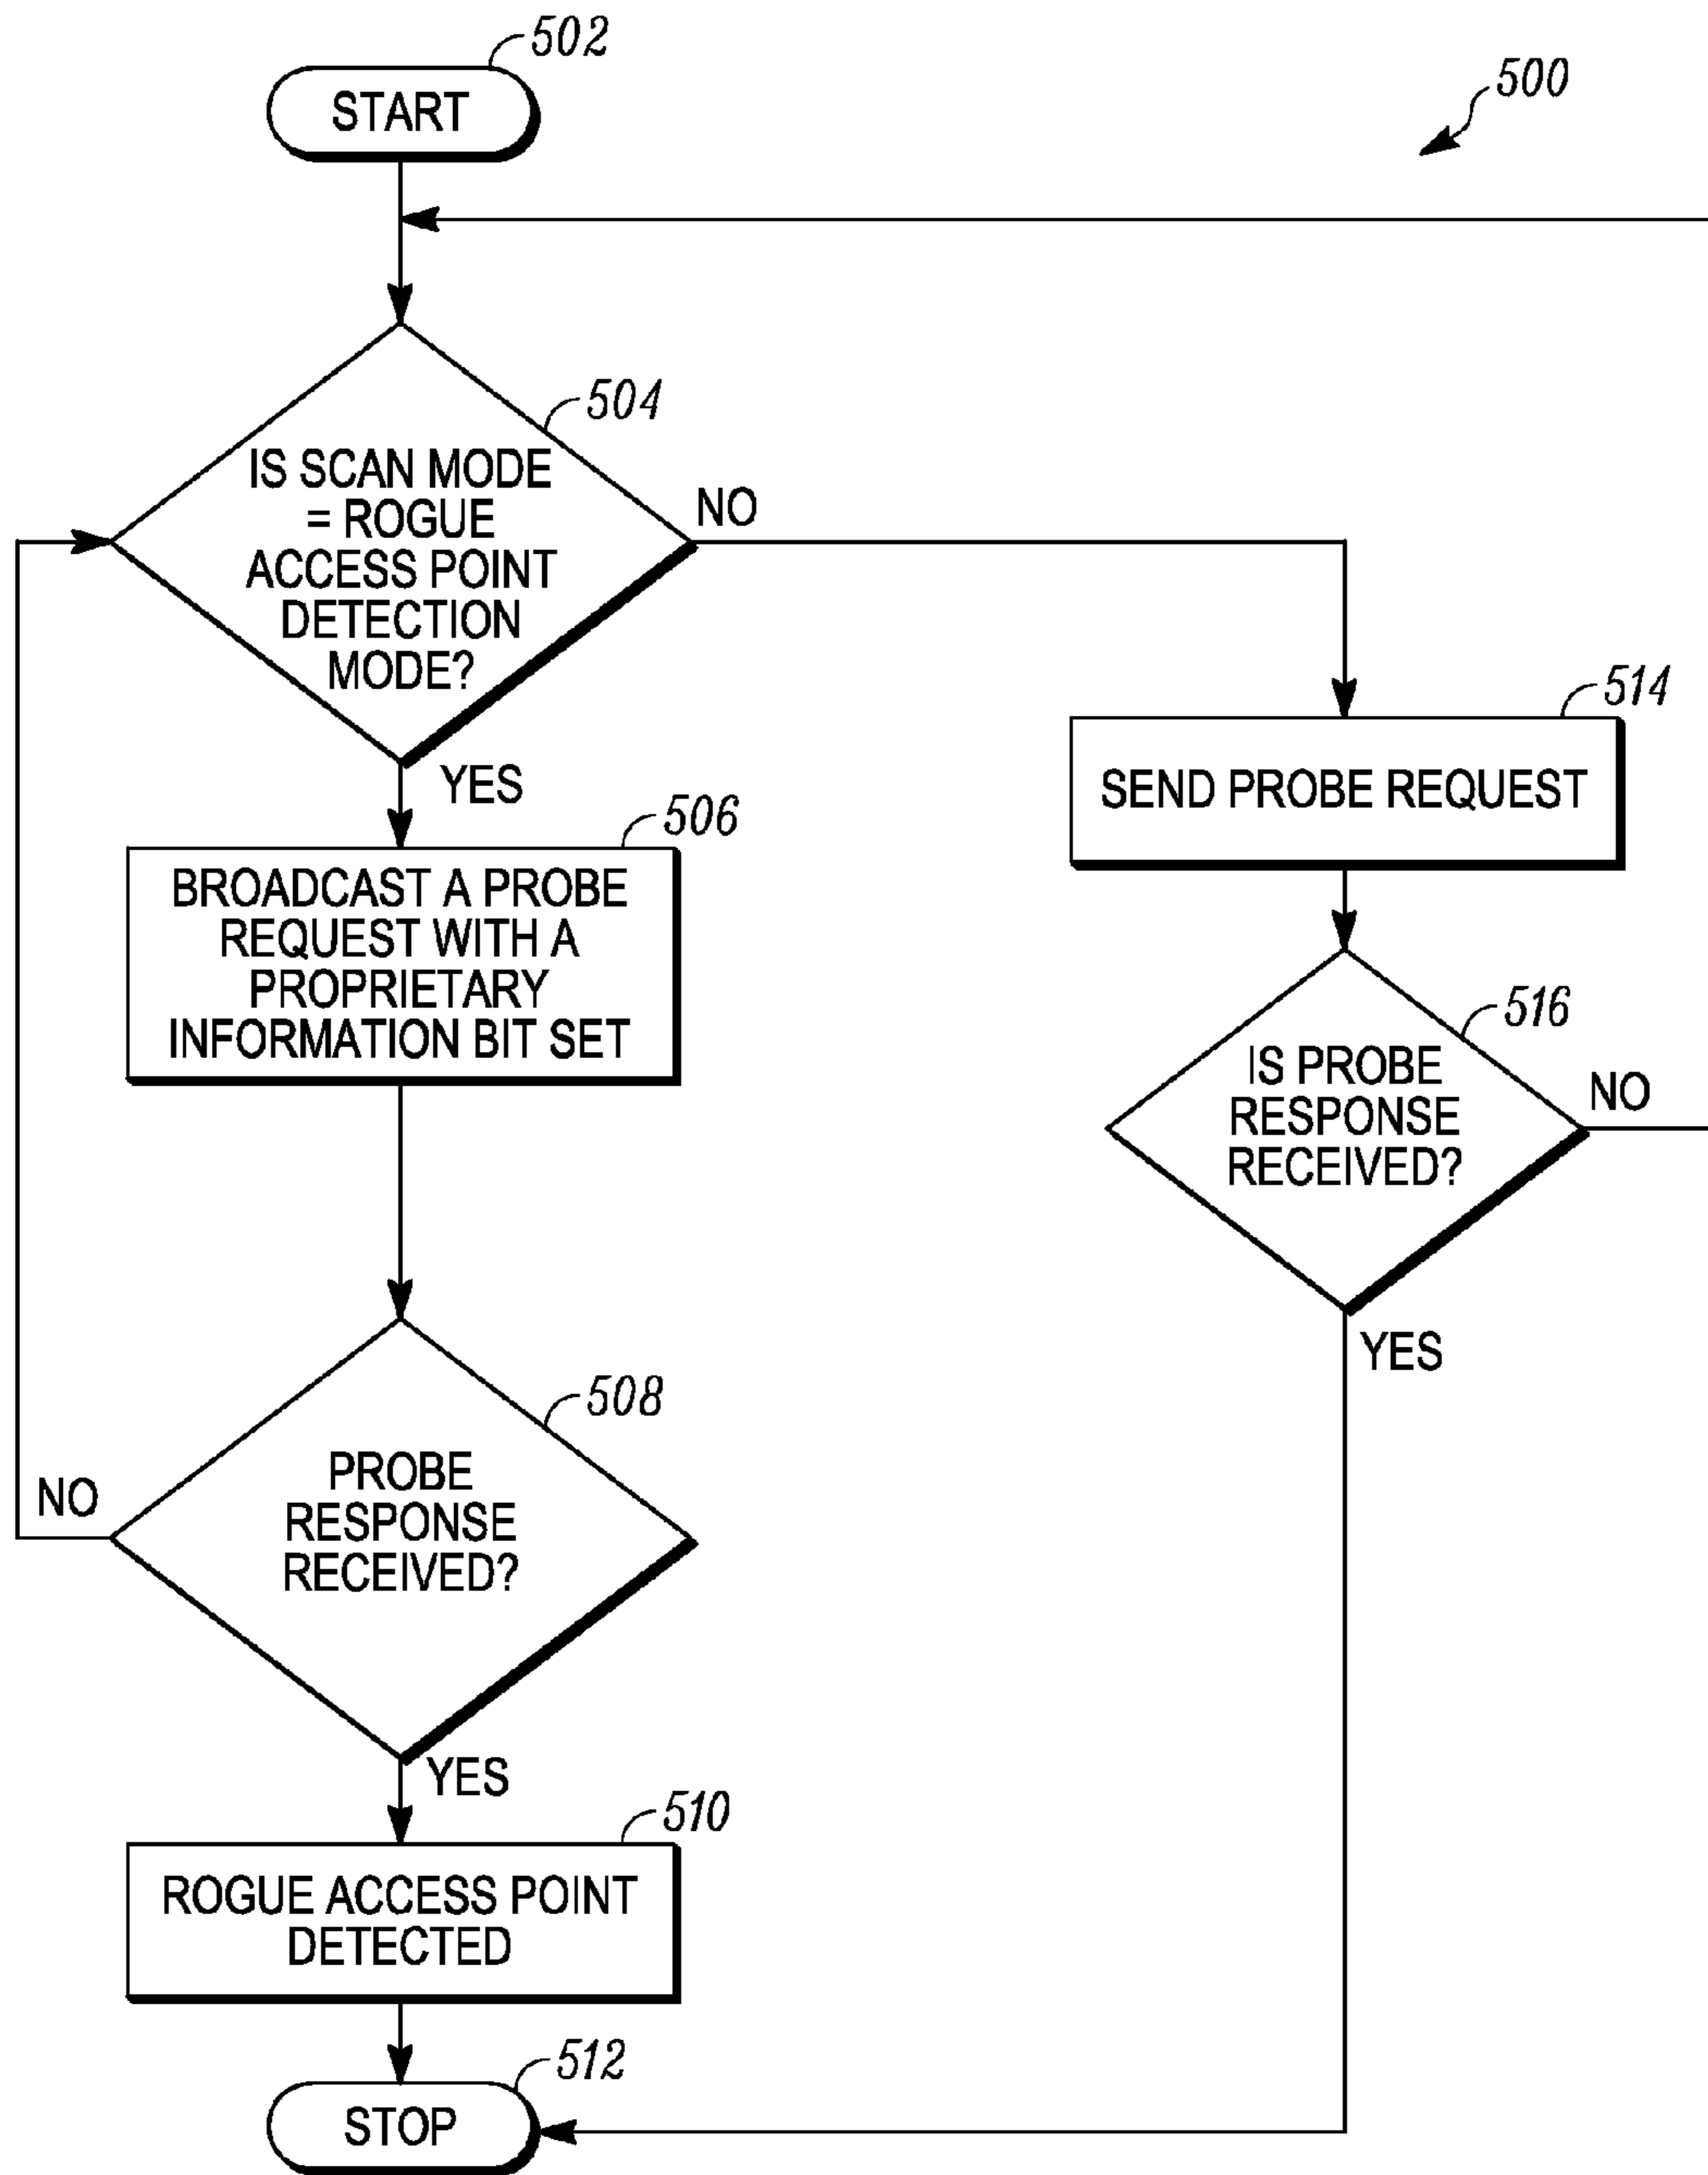 502
START
500
504
IS SCAN MODE
= ROGUE
ACCESS POINT
DETECTION
MODE?
NO
YES
506
BROADCAST A PROBE
REQUEST WITH A
PROPRIETARY
INFORMATION BIT SET
514
SEND PROBE REQUEST
516
IS PROBE
RESPONSE
RECEIVED?
NO
YES
508
PROBE
RESPONSE
RECEIVED?
NO
YES
510
ROGUE ACCESS POINT
DETECTED
512
STOP